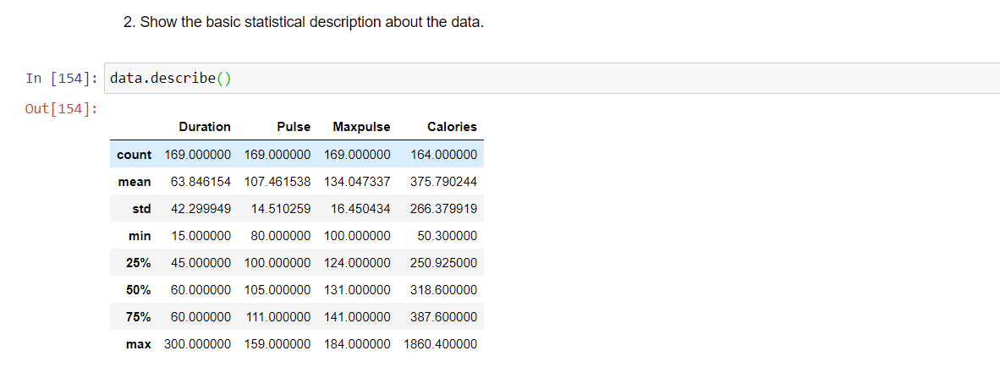 2. Show the basic statistical description about the data.
In [154]: data.describe()
Out[154]:
Duration Pulse Maxpulse Calories
count 169.000000 169.000000 169.000000 164.000000
mean 63.846154 107.461538 134.047337 375.790244
std 42.299949 14.510259 16.450434 266.379919
min 15.000000 80.000000 100.000000 50.300000
25% 45.000000 100.000000 124.000000 250.925000
50% 60.000000 105.000000 131.000000 318.600000
75% 60.000000 111.000000 141.000000 387.600000
max 300.000000 159.000000 184.000000 1860.400000